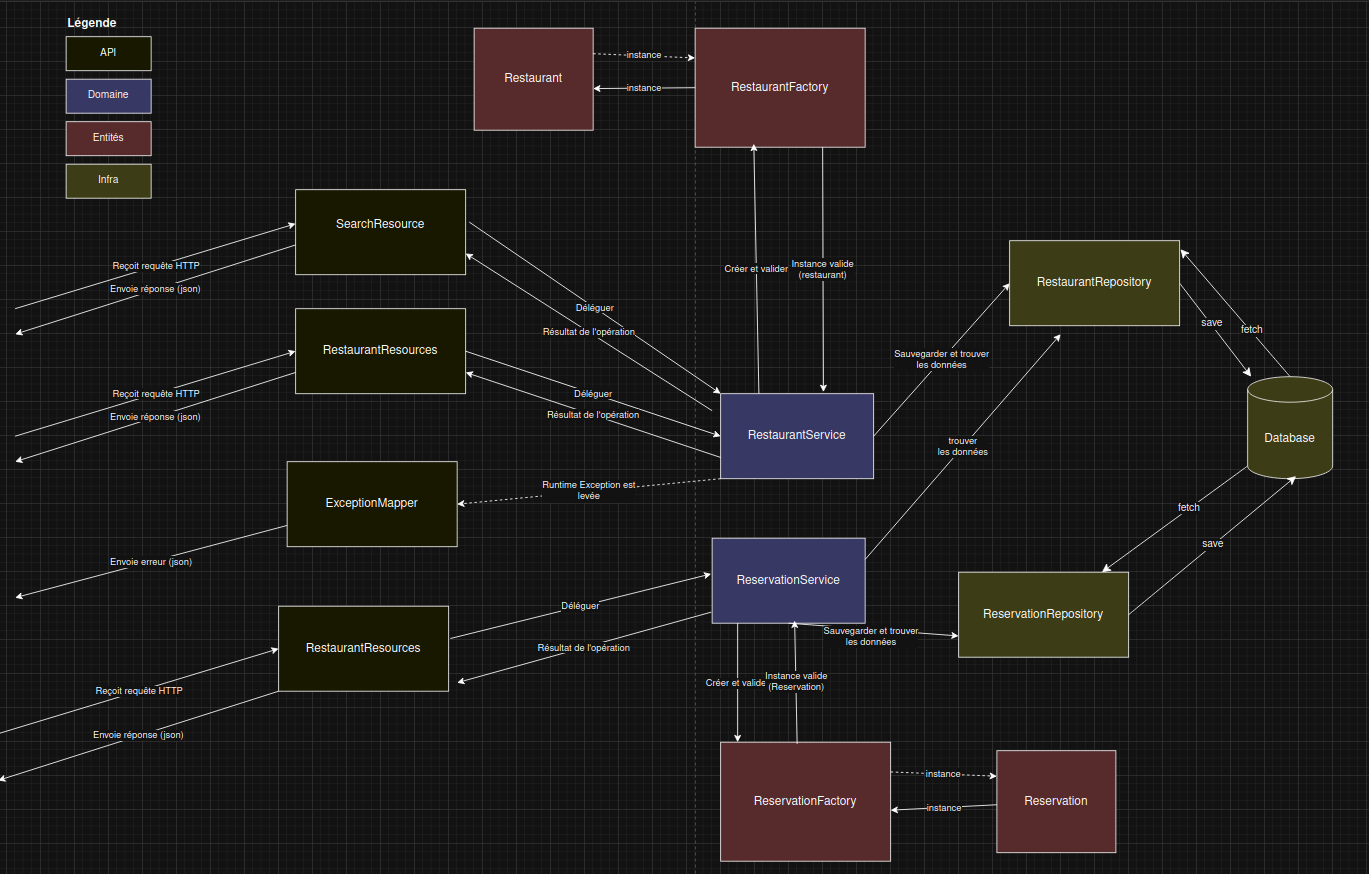 Légende
API
Domaine
Entités
Infra
Restaurant
instance
instance
RestaurantFactory
SearchResource
Reçoit requête HTTP
Envoie réponse (json)
Créer et valider
Instance valide
(restaurant)
Déléguer
Résultat de l'opération
RestaurantRepository
save
fetch
RestaurantResources
Reçoit requête HTTP
Envoie réponse (json)
Déléguer
Résultat de l'opération
Sauvegarder et trouver
les données
RestaurantService
trouver
les données
Database
ExceptionMapper
Runtime Exception est
levée
Envoie erreur (json)
fetch
save
ReservationService
Déléguer
Résultat de l'opération
ReservationRepository
Sauvegarder et trouver
les données
RestaurantResources
Reçoit requête HTTP
Envoie réponse (json)
Créer et valide
Instance valide
(Reservation)
ReservationFactory
instance
instance
Reservation